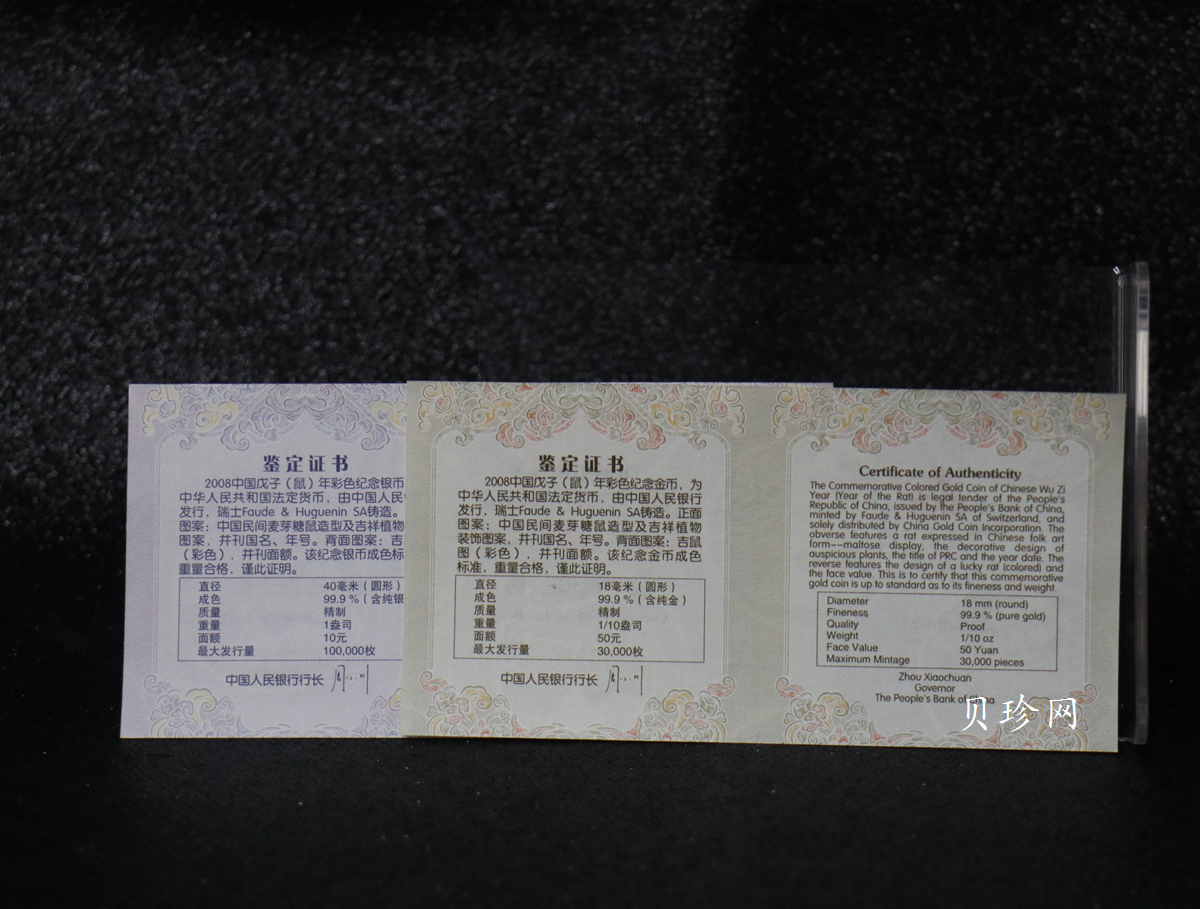 鉴定证书
2008中国戊子（鼠）年彩色纪念银币
中华人民共和国法定货币，由中国人民
发行，瑞士Faude & Huguenin SA铸造。
图案：中国民间麦芽糖鼠造型及吉祥植物
图案，并刊国名、年号。背面图案：吉
（彩色），并刊面额。该纪念银币成色标
重量合格，谨此证明。
直径 40毫米（圆形）
成色 99.9 %（含纯银
质量 精制
重量 1盎司
面额 10元
最大发行量 100,000枚
中国人民银行行长
鉴定证书
2008中国戊子（鼠）年彩色纪念金币，为
中华人民共和国法定货币，由中国人民银行
发行，瑞士Faude & Huguenin SA铸造。正面
图案：中国民间麦芽糖鼠造型及吉祥植物
装饰图案，并刊国名、年号。背面图案：吉鼠
图（彩色），并刊面额。该纪念金币成色
标准，重量合格，谨此证明。
直径 18毫米（圆形）
成色 99.9 %（含纯金）
质量 精制
重量 1/10盎司
面额 50元
最大发行量 30,000枚
中国人民银行行长
Certificate of Authenticity
The Commemorative Colored Gold Coin of Chinese Wu Zi
Year (Year of the Rat) is legal tender of the People's
Republic of China, issued by the People's Bank of China,
minted by Faude & Huguenin SA of Switzerland, and
solely distributed by China Gold Coin Incorporation. The
obverse features a rat expressed in Chinese folk art
form--maltose display, the decorative design of
auspicious plants, the title of PRC and the year date. The
reverse features the design of a lucky rat (colored) and
the face value. This is to certify that this commemorative
gold coin is up to standard as to its fineness and weight.
Diameter 18 mm (round)
Fineness 99.9 % (pure gold)
Quality Proof
Weight 1/10 oz
Face Value 50 Yuan
Maximum Mintage 30,000 pieces
Zhou Xiaochuan
Governor
The People's Bank of China
贝珍网